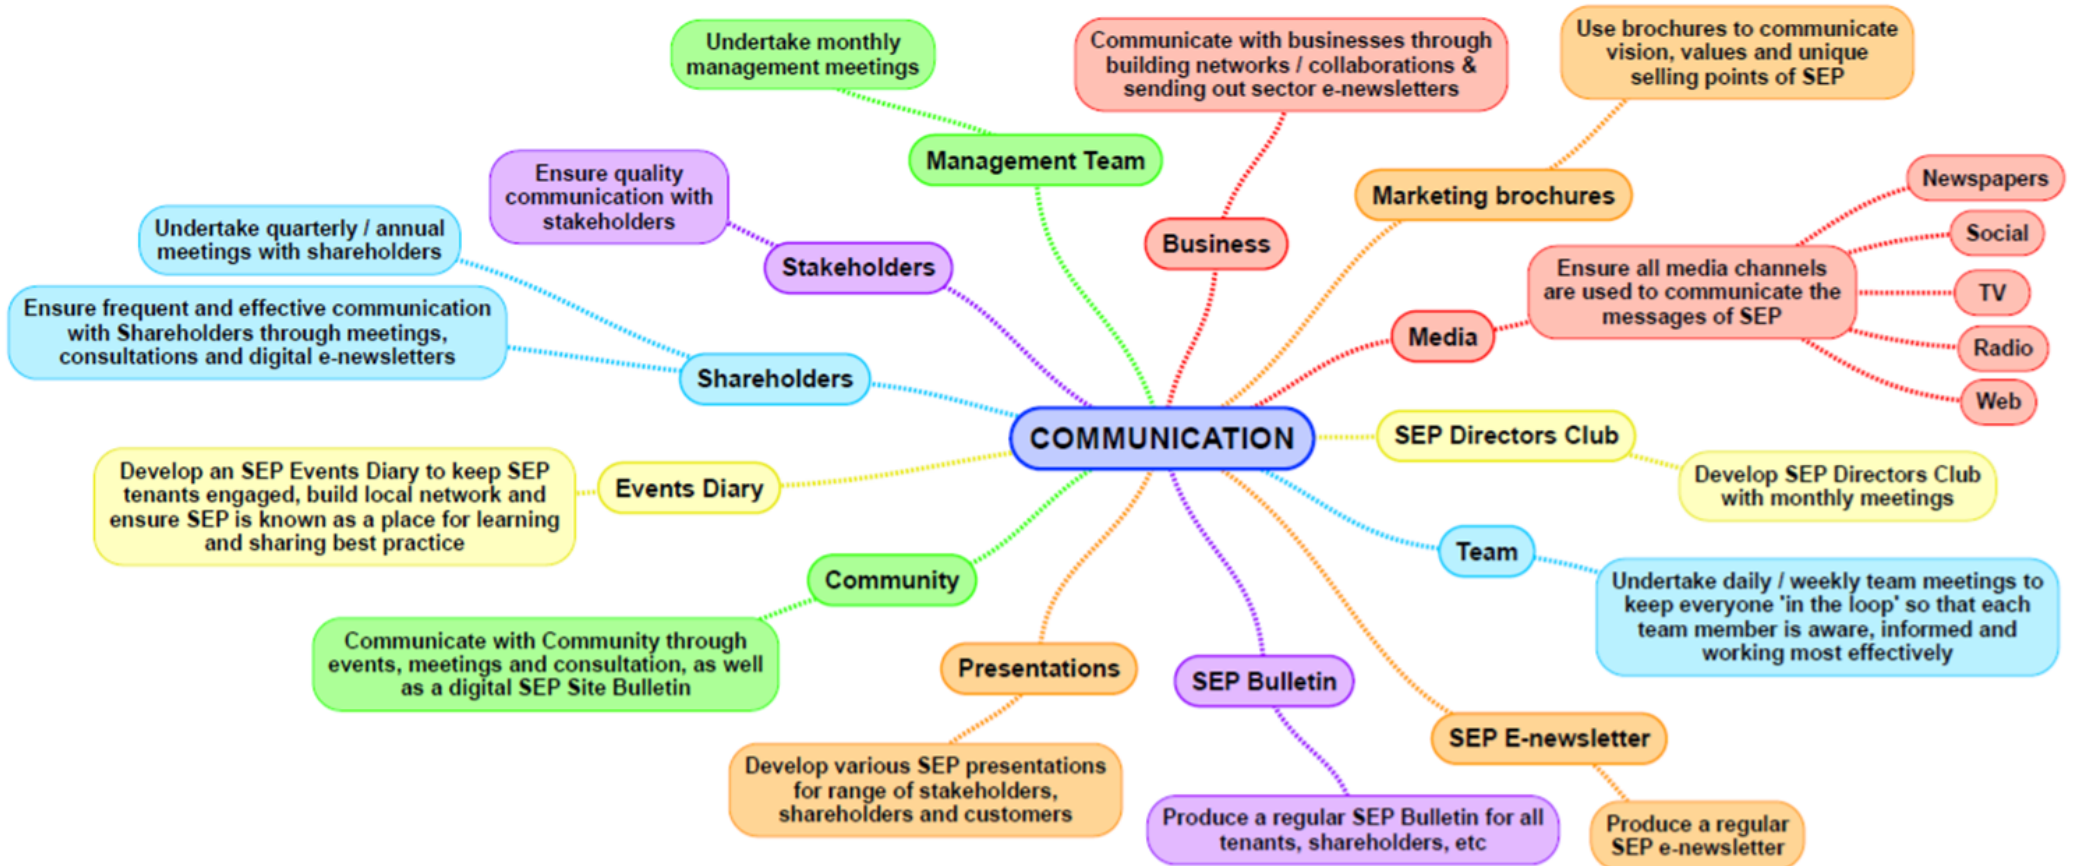 COMMUNICATION
Management Team
Undertake monthly
management meetings
Business
Communicate with businesses through
building networks / collaborations &
sending out sector e-newsletters
Marketing brochures
Use brochures to communicate
vision, values and unique
selling points of SEP
Media
Ensure all media channels
are used to communicate the
messages of SEP
Newspapers
Social
TV
Radio
Web
SEP Directors Club
Develop SEP Directors Club
with monthly meetings
Team
Undertake daily / weekly team meetings to
keep everyone 'in the loop' so that each
team member is aware, informed and
working most effectively
SEP E-newsletter
Produce a regular
SEP e-newsletter
SEP Bulletin
Produce a regular SEP Bulletin for all
tenants, shareholders, etc
Presentations
Develop various SEP presentations
for range of stakeholders,
shareholders and customers
Community
Communicate with Community through
events, meetings and consultation, as well
as a digital SEP Site Bulletin
Events Diary
Develop an SEP Events Diary to keep SEP
tenants engaged, build local network and
ensure SEP is known as a place for learning
and sharing best practice
Shareholders
Undertake quarterly / annual
meetings with shareholders
Ensure frequent and effective communication
with Shareholders through meetings,
consultations and digital e-newsletters
Stakeholders
Ensure quality
communication with
stakeholders